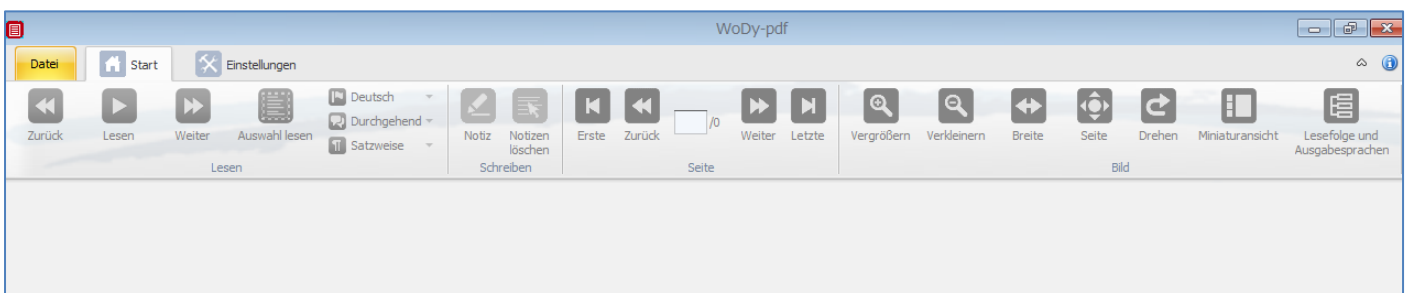 WoDy-pdf
Datei Start Einstellungen
Zurück Lesen Weiter Auswahl lesen
Deutsch
Durchgehend
Satzweise
Lesen
Notiz Notizen löschen
Schreiben
Erste Zurück /0 Weiter Letzte
Seite
Vergrößern Verkleinern Breite Seite Drehen Miniaturansicht Lesefolge und
Ausgabesprachen
Bild